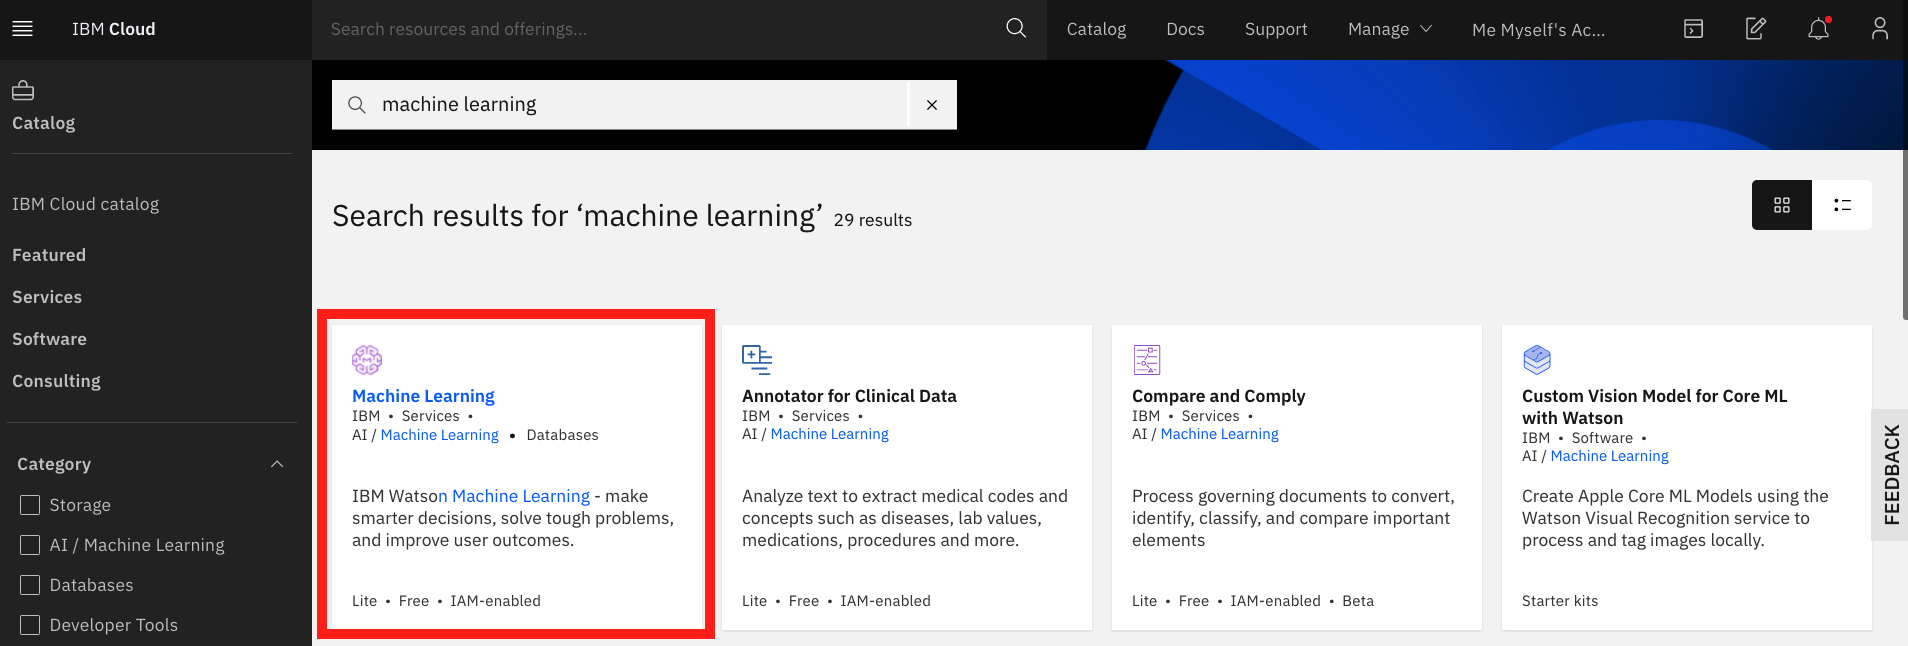 IBM Cloud
Search resources and offerings...
Catalog
Docs
Support
Manage
Me Myself's Ac...
Catalog
IBM Cloud catalog
Featured
Services
Software
Consulting
Category
Storage
AI / Machine Learning
Databases
Developer Tools
machine learning
Search results for ‘machine learning’ 29 results
Machine Learning
IBM • Services •
AI / Machine Learning • Databases
IBM Watson Machine Learning - make
smarter decisions, solve tough problems,
and improve user outcomes.
Lite • Free • IAM-enabled
Annotator for Clinical Data
IBM • Services •
AI / Machine Learning
Analyze text to extract medical codes and
concepts such as diseases, lab values,
medications, procedures and more.
Lite • Free • IAM-enabled
Compare and Comply
IBM • Services •
AI / Machine Learning
Process governing documents to convert,
identify, classify, and compare important
elements
Lite • Free • IAM-enabled • Beta
Custom Vision Model for Core ML
with Watson
IBM • Software •
AI / Machine Learning
Create Apple Core ML Models using the
Watson Visual Recognition service to
process and tag images locally.
Starter kits
FEEDBACK